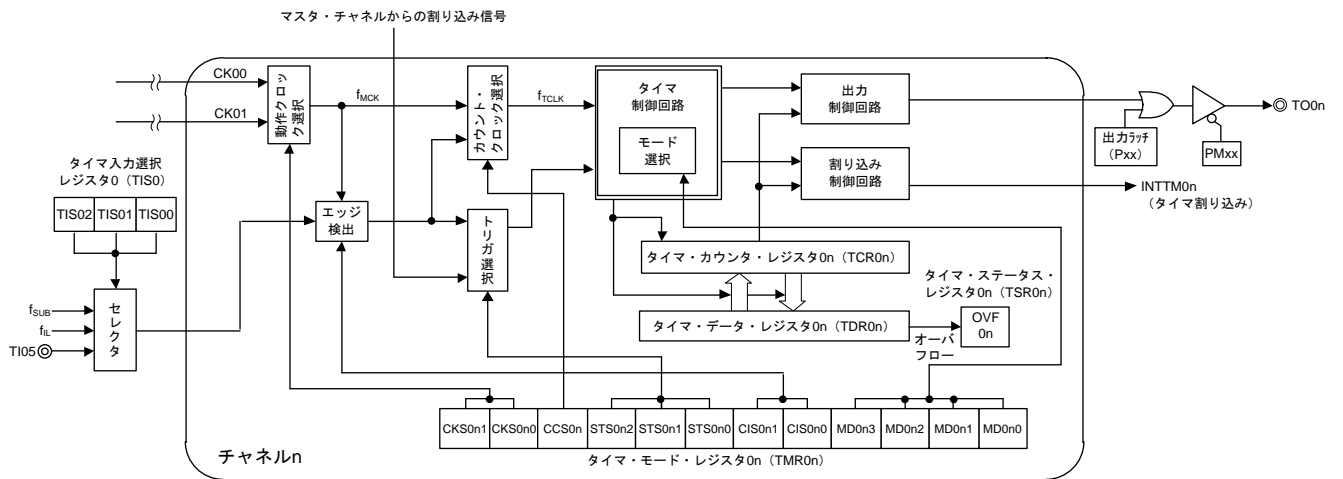 マスタ・チャネルからの割り込み信号
CK00
CK01
動作クロッ
ク選択
fMCK
カウント・
クロック選択
fTCLK
タイマ
制御回路
モード
選択
出力
制御回路
TO0n
出力ラッチ
(Pxx)
PMxx
割り込み
制御回路
INTTM0n
(タイマ割り込み)
タイマ入力選択
レジスタ0(TIS0)
TIS02 TIS01 TIS00
エッジ
検出
トリガ選択
fSUB
fIL
TI05
セレクタ
タイマ・カウンタ・レジスタ0n(TCR0n)
タイマ・ステータス・
レジスタ0n(TSR0n)
タイマ・データ・レジスタ0n(TDR0n)
オーバ
フロー
OVF
0n
CKS0n1 CKS0n0 CCS0n STS0n2 STS0n1 STS0n0 CIS0n1 CIS0n0 MD0n3 MD0n2 MD0n1 MD0n0
チャネルn
タイマ・モード・レジスタ0n(TMR0n)